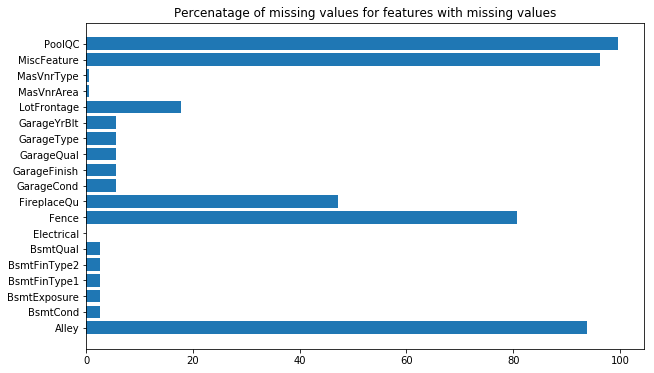 Percenatage of missing values for features with missing values
PoolQC
MiscFeature
MasVnrType
MasVnrArea
LotFrontage
GarageYrBlt
GarageType
GarageQual
GarageFinish
GarageCond
FireplaceQu
Fence
Electrical
BsmtQual
BsmtFinType2
BsmtFinType1
BsmtExposure
BsmtCond
Alley
0 20 40 60 80 100